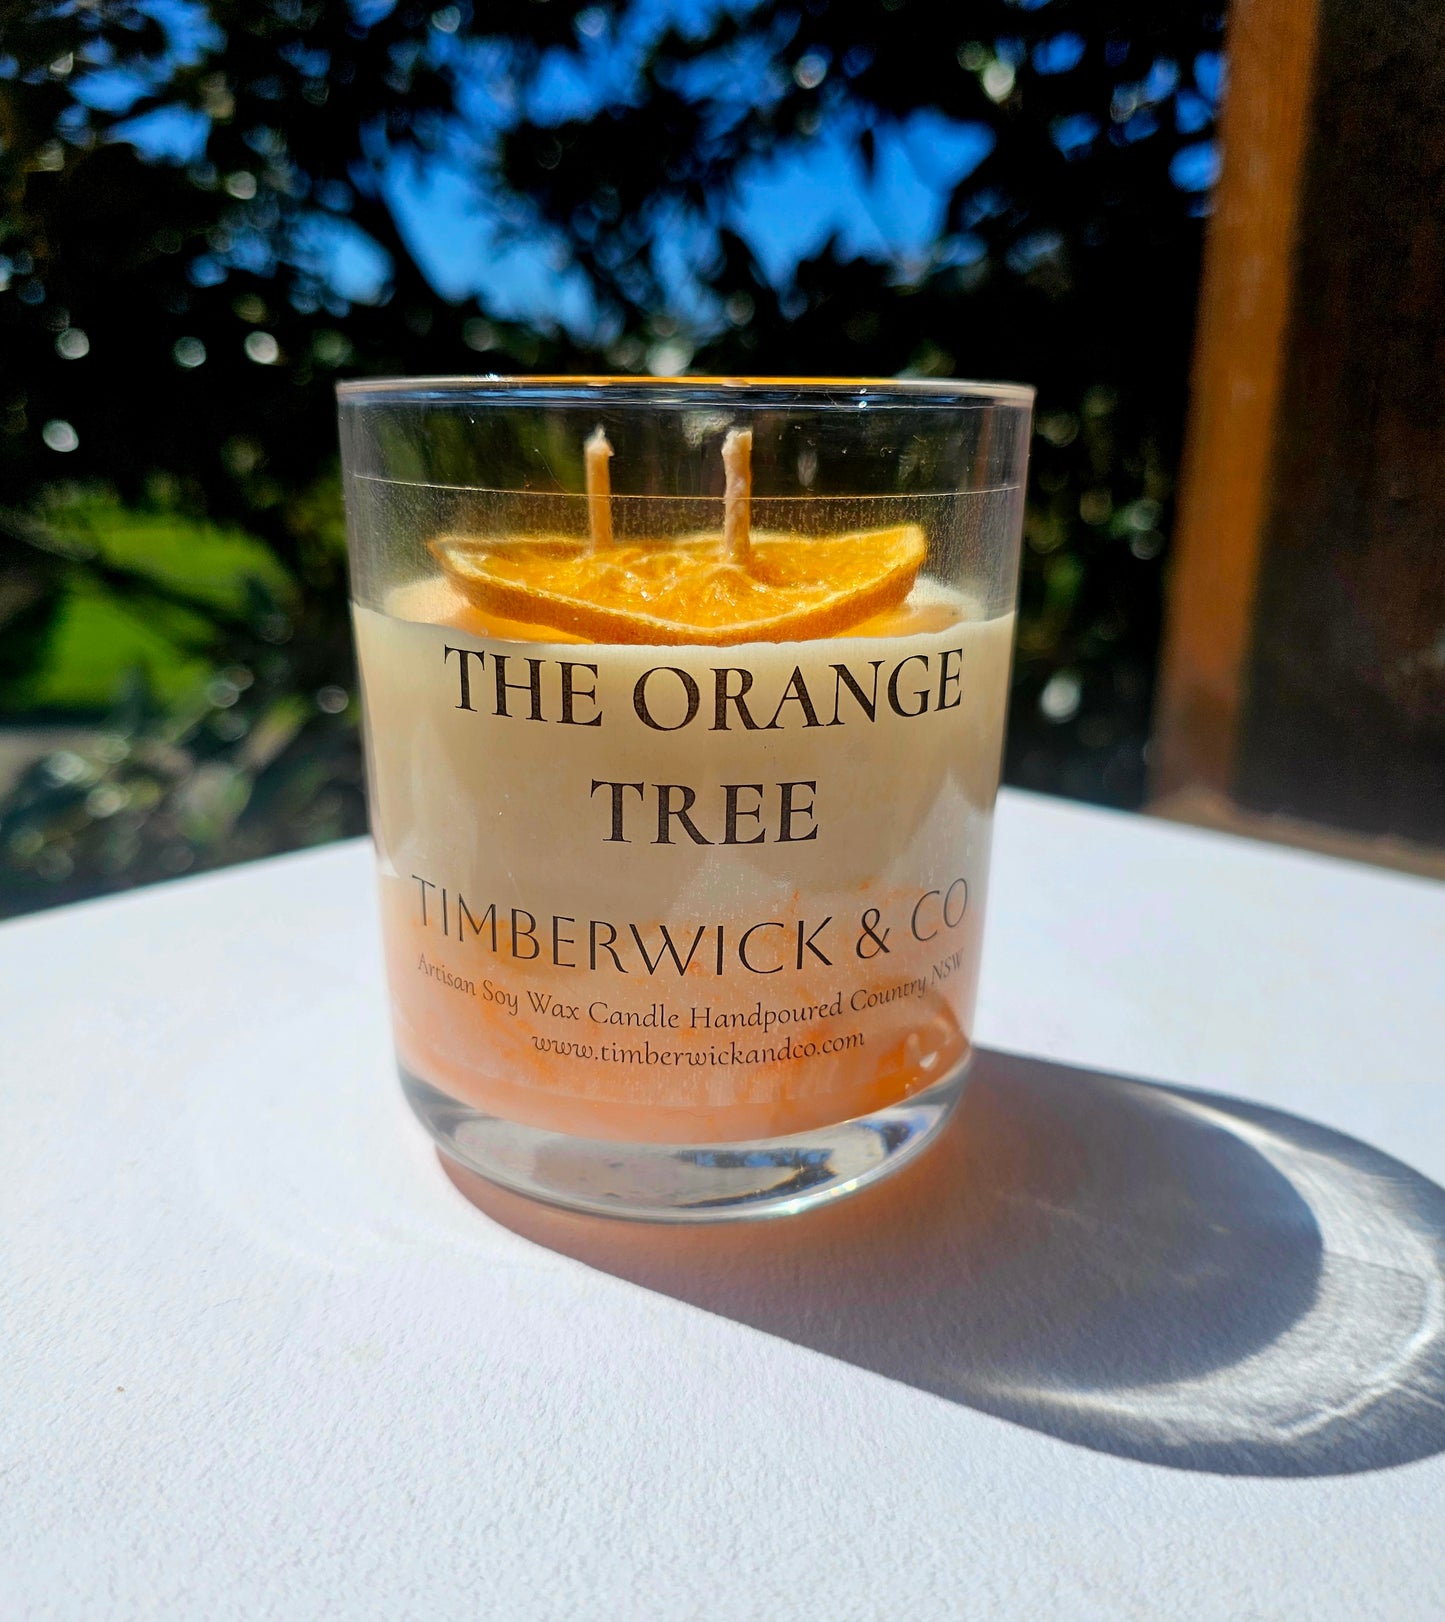 THE ORANGE
TREE
TIMBERWICK & CO
Artisan Soy Wax Candle Handpoured Country NSW
www.timberwickandco.com